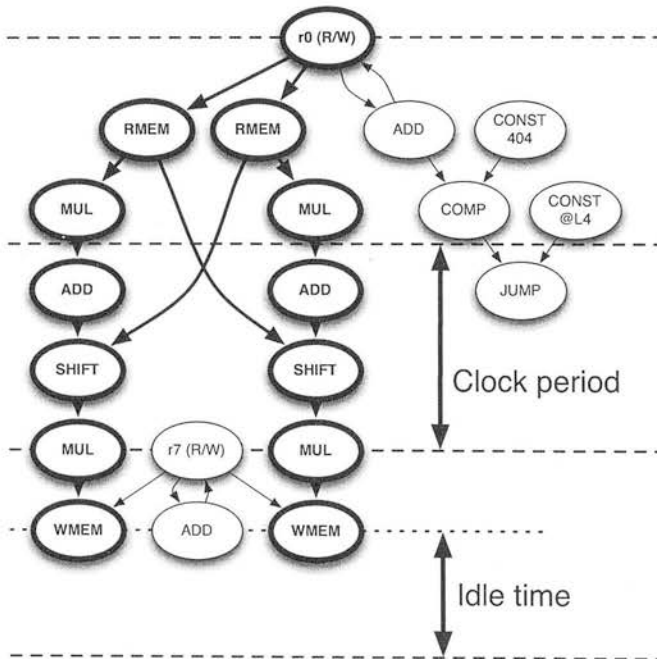 r0 (R/W)
RMEM
RMEM
ADD
CONST
404
MUL
MUL
COMP
CONST
@L4
ADD
ADD
JUMP
SHIFT
SHIFT
Clock period
MUL
r7 (R/W)
MUL
WMEM
ADD
WMEM
Idle time